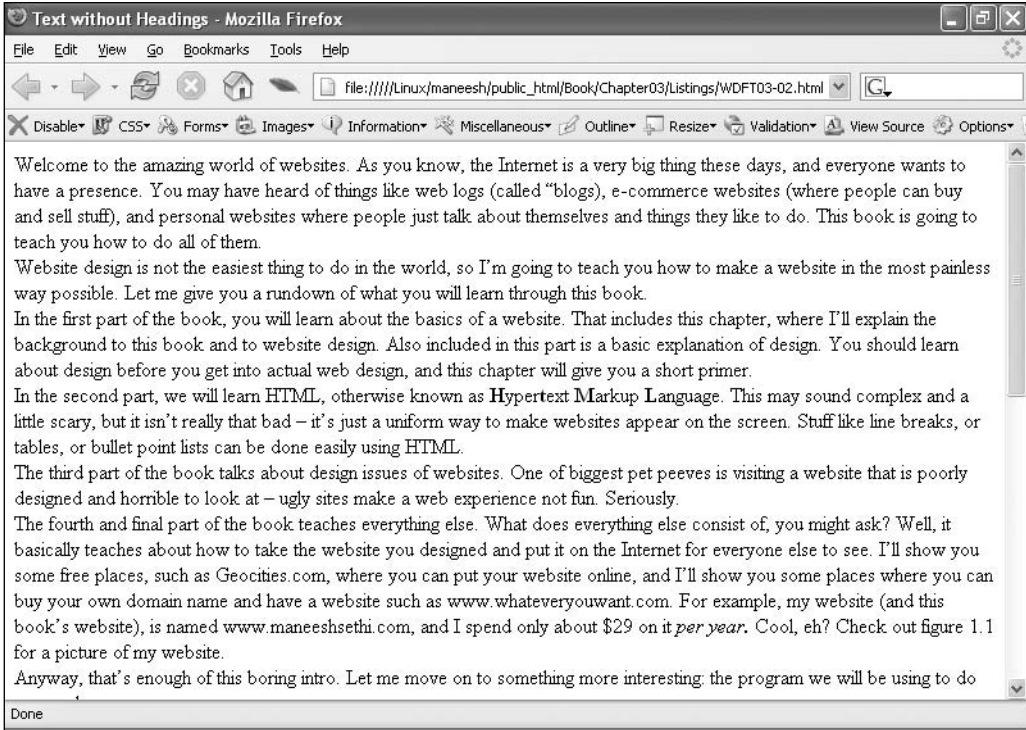 Text without Headings - Mozilla Firefox
File Edit View Go Bookmarks Tools Help
file://///Linux/maneesh/public_html/Book/Chapter03/Listings/WDFT03-02.html G
Disable CSS Forms Images Information Miscellaneous Outline Resize Validation View Source Options
Welcome to the amazing world of websites. As you know, the Internet is a very big thing these days, and everyone wants to
have a presence. You may have heard of things like web logs (called “blogs), e-commerce websites (where people can buy
and sell stuff), and personal websites where people just talk about themselves and things they like to do. This book is going to
teach you how to do all of them.
Website design is not the easiest thing to do in the world, so I’m going to teach you how to make a website in the most painless
way possible. Let me give you a rundown of what you will learn through this book.
In the first part of the book, you will learn about the basics of a website. That includes this chapter, where I’ll explain the
background to this book and to website design. Also included in this part is a basic explanation of design. You should learn
about design before you get into actual web design, and this chapter will give you a short primer.
In the second part, we will learn HTML, otherwise known as Hypertext Markup Language. This may sound complex and a
little scary, but it isn’t really that bad – it’s just a uniform way to make websites appear on the screen. Stuff like line breaks, or
tables, or bullet point lists can be done easily using HTML.
The third part of the book talks about design issues of websites. One of biggest pet peeves is visiting a website that is poorly
designed and horrible to look at – ugly sites make a web experience not fun. Seriously.
The fourth and final part of the book teaches everything else. What does everything else consist of, you might ask? Well, it
basically teaches about how to take the website you designed and put it on the Internet for everyone else to see. I’ll show you
some free places, such as Geocities.com, where you can put your website online, and I’ll show you some places where you can
buy your own domain name and have a website such as www.whateveryouwant.com. For example, my website (and this
book’s website), is named www.maneeshsethi.com, and I spend only about $29 on it per year. Cool, eh? Check out figure 1.1
for a picture of my website.
Anyway, that’s enough of this boring intro. Let me move on to something more interesting: the program we will be using to do
Done